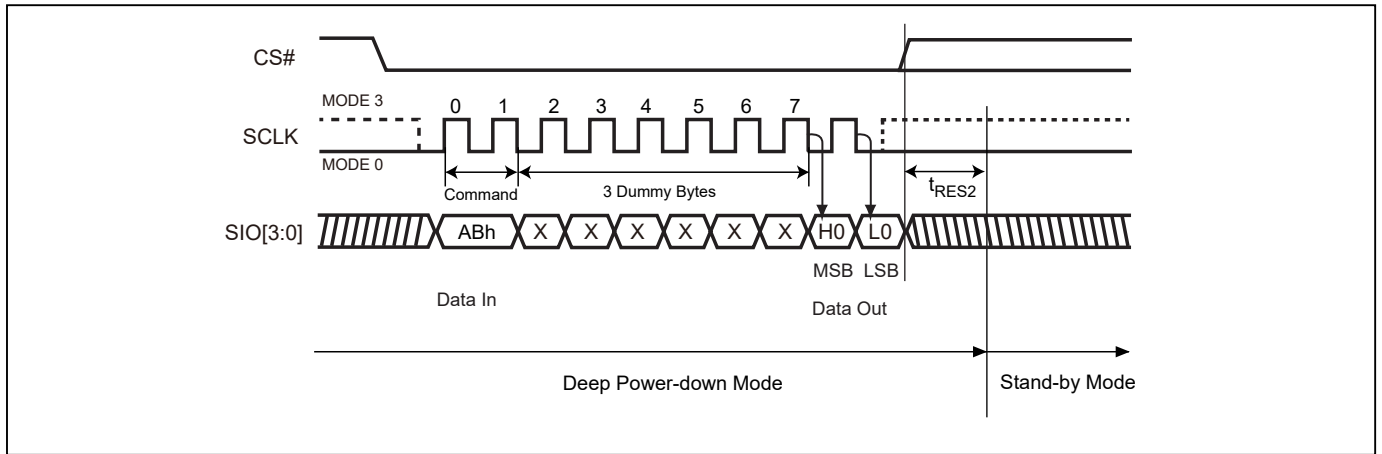 CS#
MODE 3
0 1 2 3 4 5 6 7
SCLK
MODE 0
Command
3 Dummy Bytes
tRES2
SIO[3:0]
ABh X X X X X X H0 L0
MSB LSB
Data In
Data Out
Deep Power-down Mode
Stand-by Mode